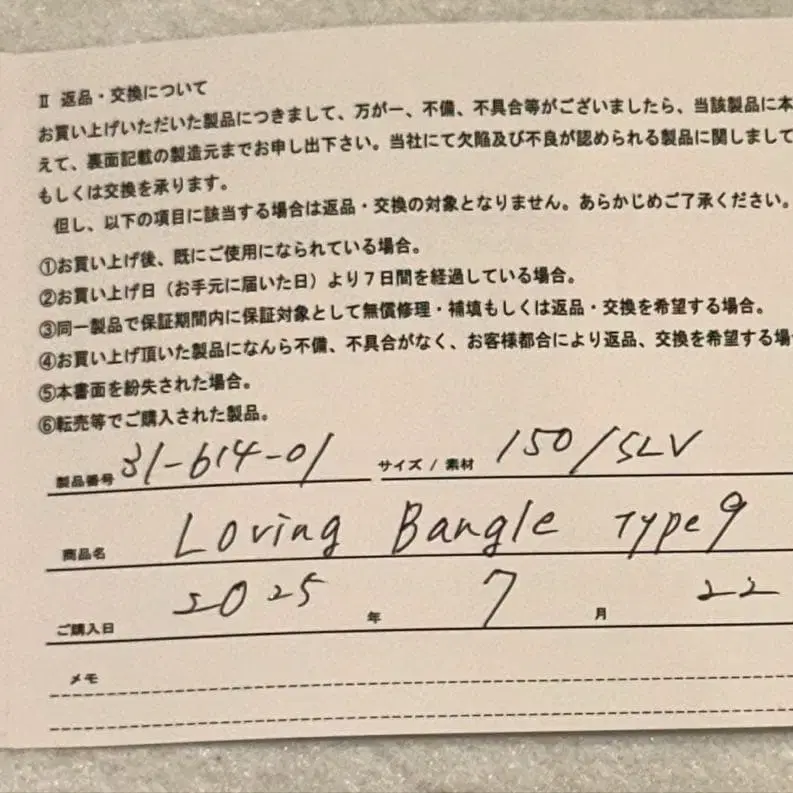 Ⅱ 返品・交換について
お買い上げいただいた製品につきまして、万が一、不備、不具合等がございましたら、当該製品に本
えて、裏面記載の製造元までお申し出下さい。当社にて欠陥及び不良が認められる製品に関しまして
もしくは交換を承ります。
但し、以下の項目に該当する場合は返品・交換の対象となりません。あらかじめご了承ください。
①お買い上げ後、既にご使用になられている場合。
②お買い上げ日（お手元に届いた日）より７日間を経過している場合。
③同一製品で保証期間内に保証対象として無償修理・補填もしくは返品・交換を希望する場合。
④お買い上げ頂いた製品になんら不備、不具合がなく、お客様都合により返品、交換を希望する場
⑤本書面を紛失された場合。
⑥転売等でご購入された製品。
製品番号 31-614-01 サイズ / 素材 150/SLV
商品名 Loving Bangle Type9
ご購入日 2025 年 7 月 22
メモ